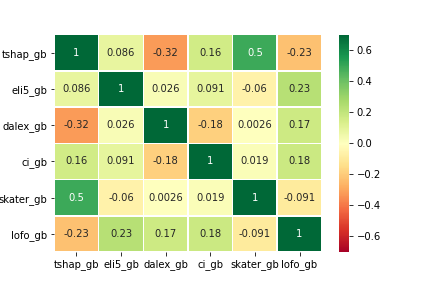 tshap_gb 1 0.086 -0.32 0.16 0.5 -0.23
eli5_gb 0.086 1 0.026 0.091 -0.06 0.23
dalex_gb -0.32 0.026 1 -0.18 0.0026 0.17
ci_gb 0.16 0.091 -0.18 1 0.019 0.18
skater_gb 0.5 -0.06 0.0026 0.019 1 -0.091
lofo_gb -0.23 0.23 0.17 0.18 -0.091 1
tshap_gb eli5_gb dalex_gb ci_gb skater_gb lofo_gb
0.6
0.4
0.2
0.0
−0.2
−0.4
−0.6